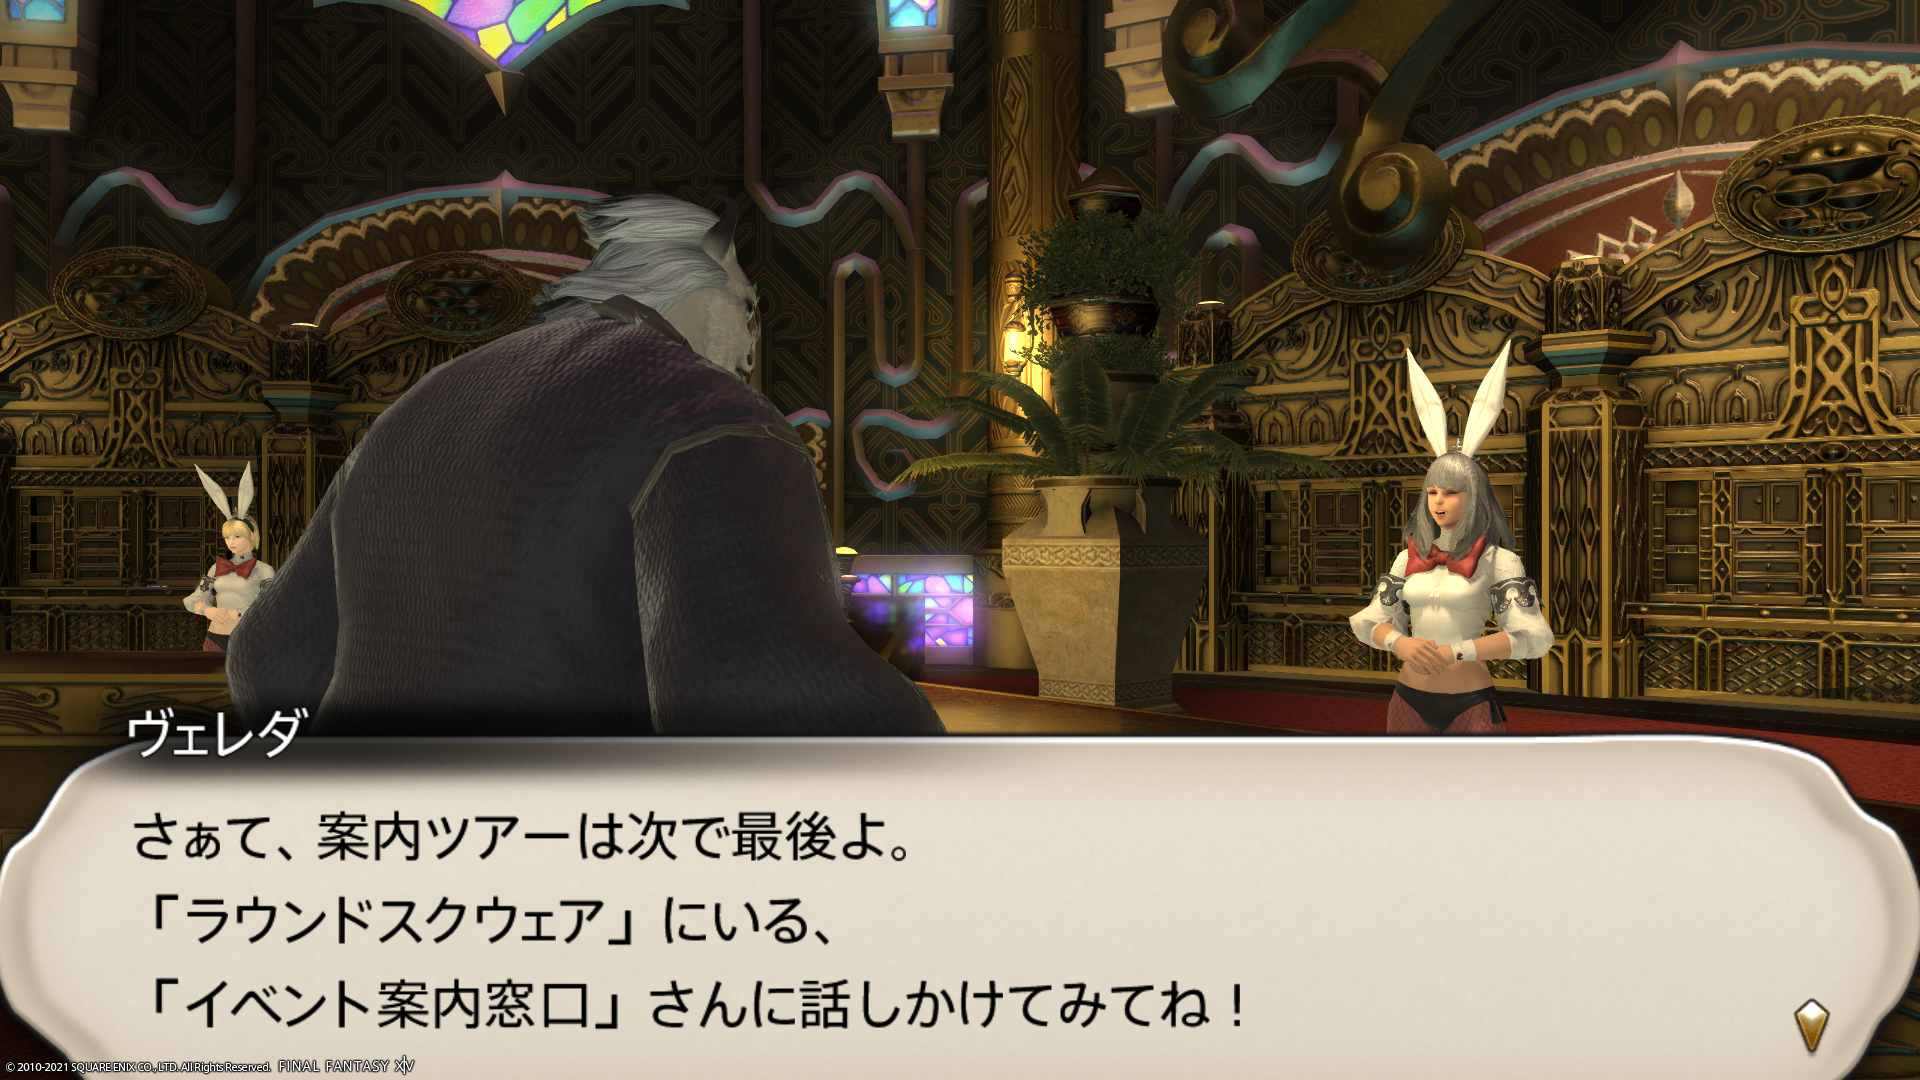 ヴェレダ
さぁて、案内ツアーは次で最後よ。
「ラウンドスクウェア」にいる、
「イベント案内窓口」さんに話しかけてみてね！
© 2010-2021 SQUARE ENIX CO., LTD. All Rights Reserved. FINAL FANTASY XIV